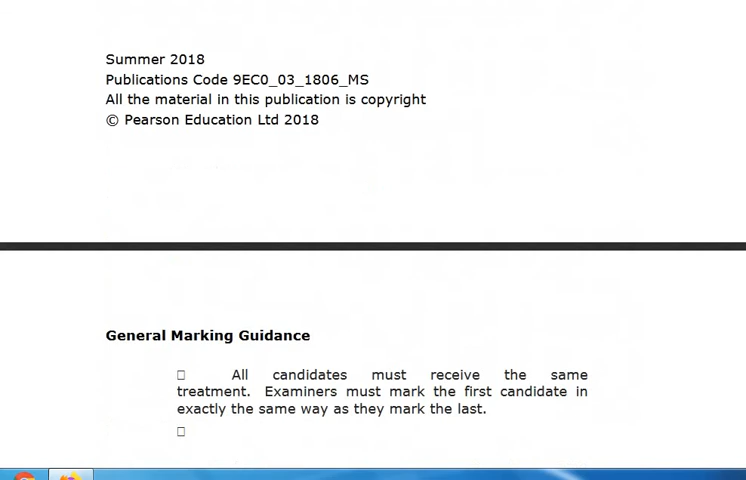 Summer 2018
Publications Code 9EC0_03_1806_MS
All the material in this publication is copyright
© Pearson Education Ltd 2018
General Marking Guidance
□ All candidates must receive the same
treatment. Examiners must mark the first candidate in
exactly the same way as they mark the last.
□